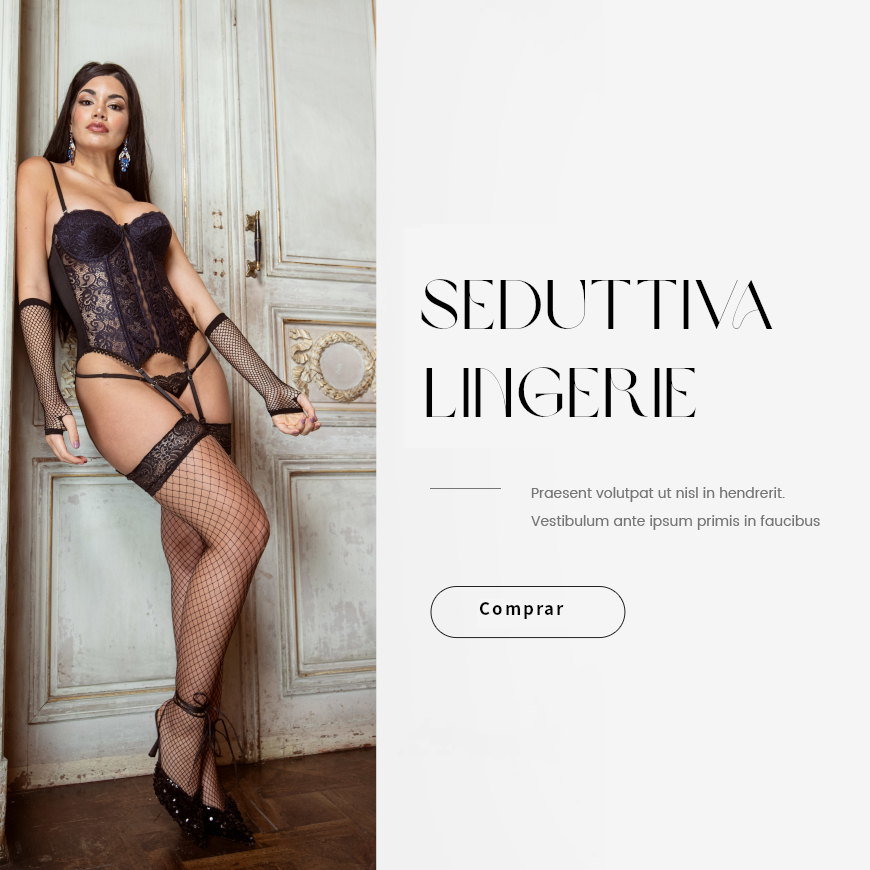 SEDUTTIVA
LINGERIE
Praesent volutpat ut nisl in hendrerit.
Vestibulum ante ipsum primis in faucibus
Comprar